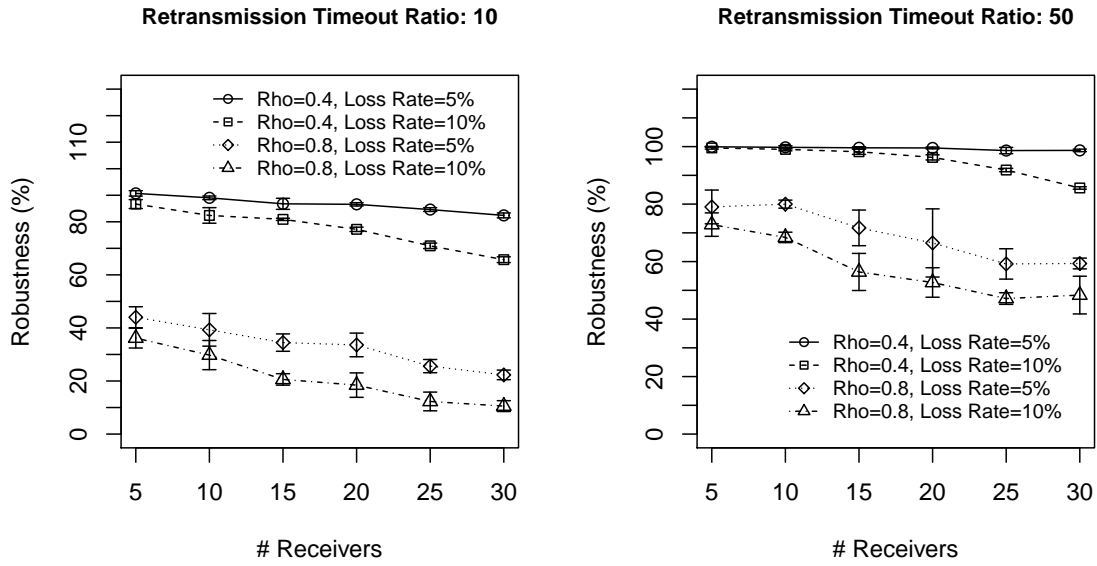 Retransmission Timeout Ratio: 10
Rho=0.4, Loss Rate=5%
Rho=0.4, Loss Rate=10%
Rho=0.8, Loss Rate=5%
Rho=0.8, Loss Rate=10%
Robustness (%)
110
80
60
40
20
0
5 10 15 20 25 30
# Receivers
Retransmission Timeout Ratio: 50
Robustness (%)
100
80
60
40
20
0
Rho=0.4, Loss Rate=5%
Rho=0.4, Loss Rate=10%
Rho=0.8, Loss Rate=5%
Rho=0.8, Loss Rate=10%
5 10 15 20 25 30
# Receivers